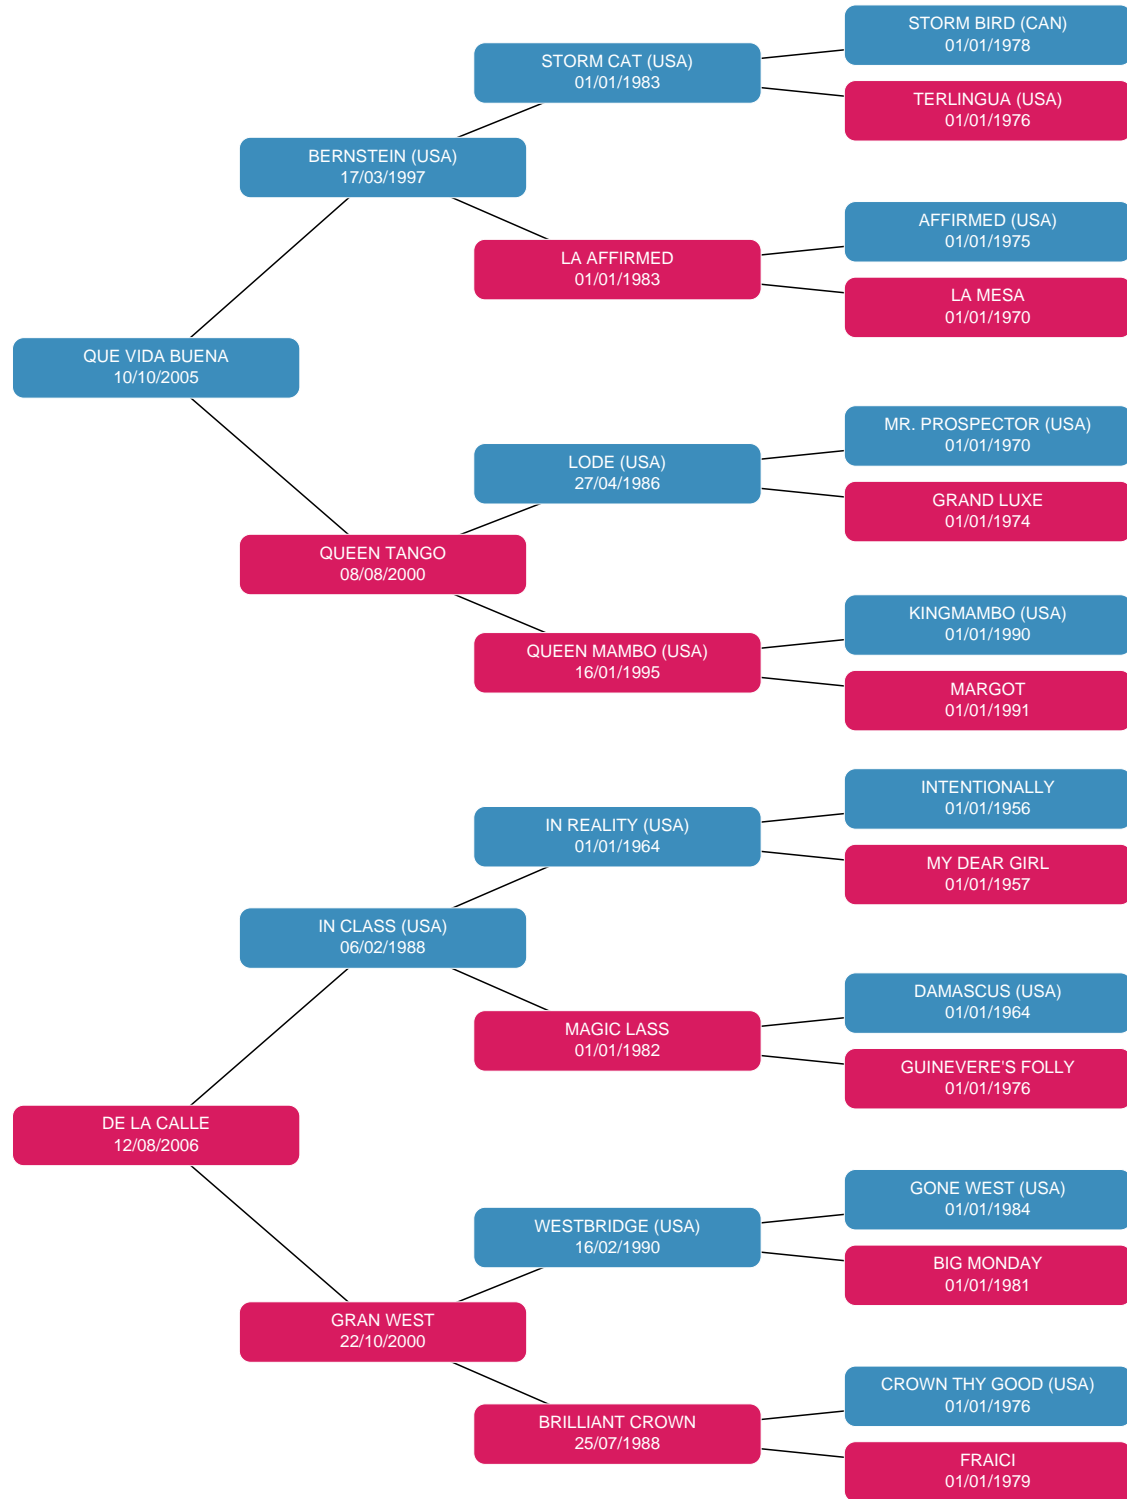 STORM BIRD (CAN)
01/01/1978
STORM CAT (USA)
01/01/1983
TERLINGUA (USA)
01/01/1976
BERNSTEIN (USA)
17/03/1997
AFFIRMED (USA)
01/01/1975
LA AFFIRMED
01/01/1983
LA MESA
01/01/1970
QUE VIDA BUENA
10/10/2005
MR. PROSPECTOR (USA)
01/01/1970
LODE (USA)
27/04/1986
GRAND LUXE
01/01/1974
QUEEN TANGO
08/08/2000
KINGMAMBO (USA)
01/01/1990
QUEEN MAMBO (USA)
16/01/1995
MARGOT
01/01/1991
INTENTIONALLY
01/01/1956
IN REALITY (USA)
01/01/1964
MY DEAR GIRL
01/01/1957
IN CLASS (USA)
06/02/1988
DAMASCUS (USA)
01/01/1964
MAGIC LASS
01/01/1982
GUINEVERE'S FOLLY
01/01/1976
DE LA CALLE
12/08/2006
GONE WEST (USA)
01/01/1984
WESTBRIDGE (USA)
16/02/1990
BIG MONDAY
01/01/1981
GRAN WEST
22/10/2000
CROWN THY GOOD (USA)
01/01/1976
BRILLIANT CROWN
25/07/1988
FRAICI
01/01/1979